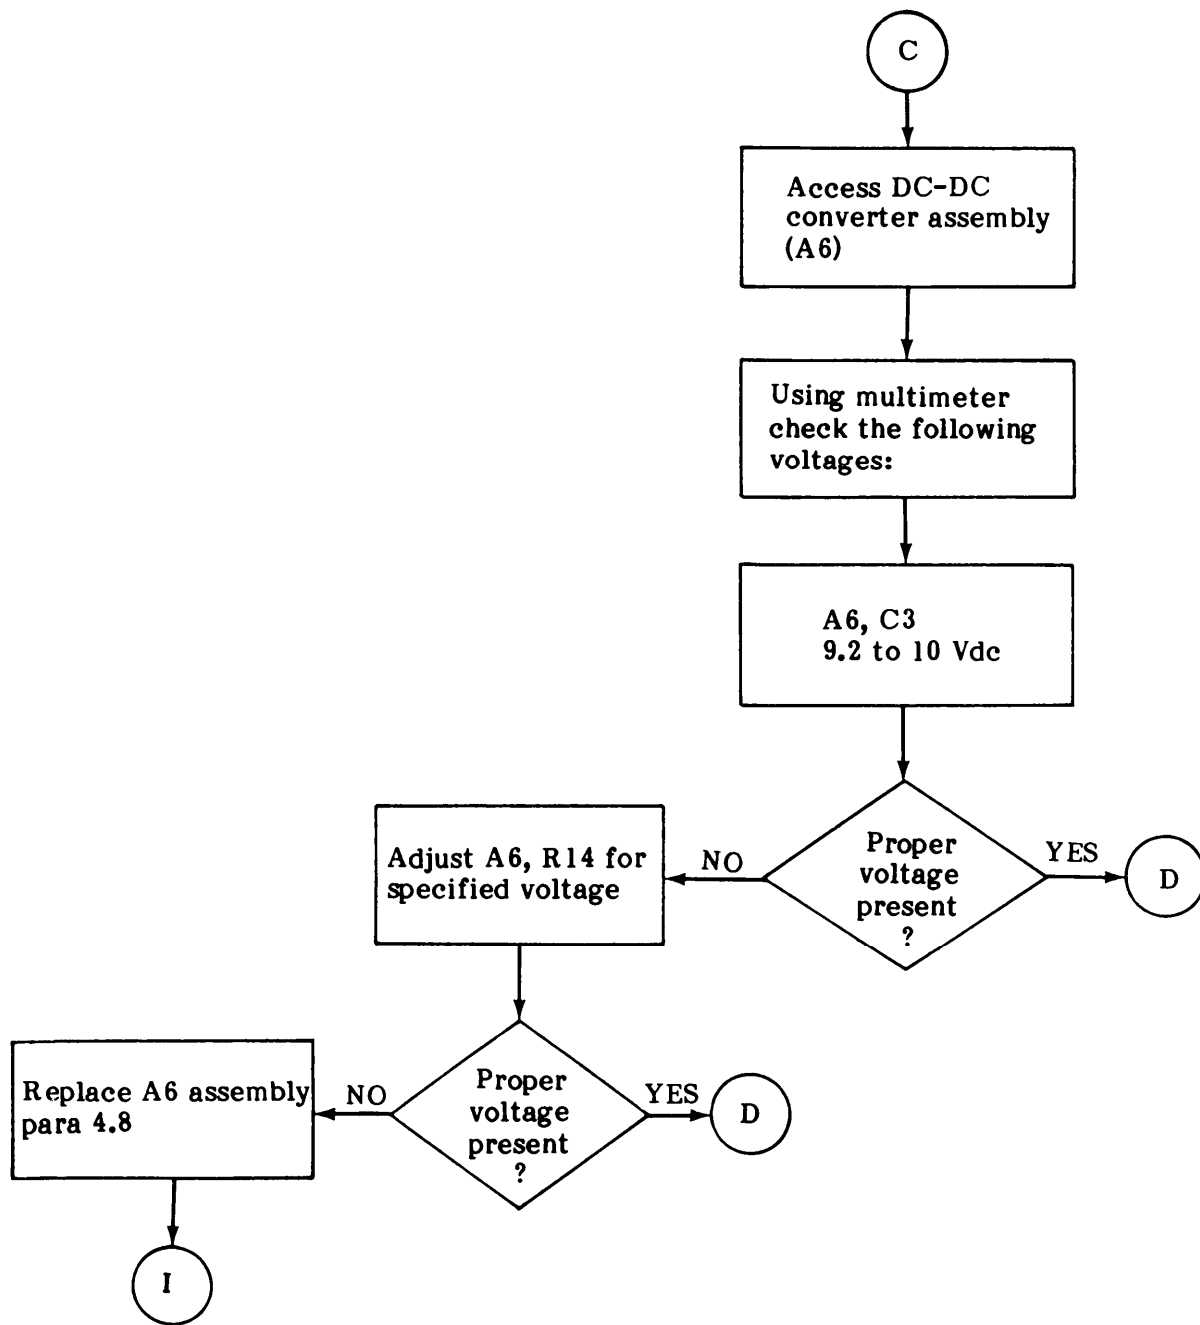 C
Access DC-DC
converter assembly
(A6)
Using multimeter
check the following
voltages:
A6, C3
9.2 to 10 Vdc
Proper
voltage
present
?
YES
D
NO
Adjust A6, R14 for
specified voltage
Proper
voltage
present
?
YES
D
NO
Replace A6 assembly
para 4.8
I